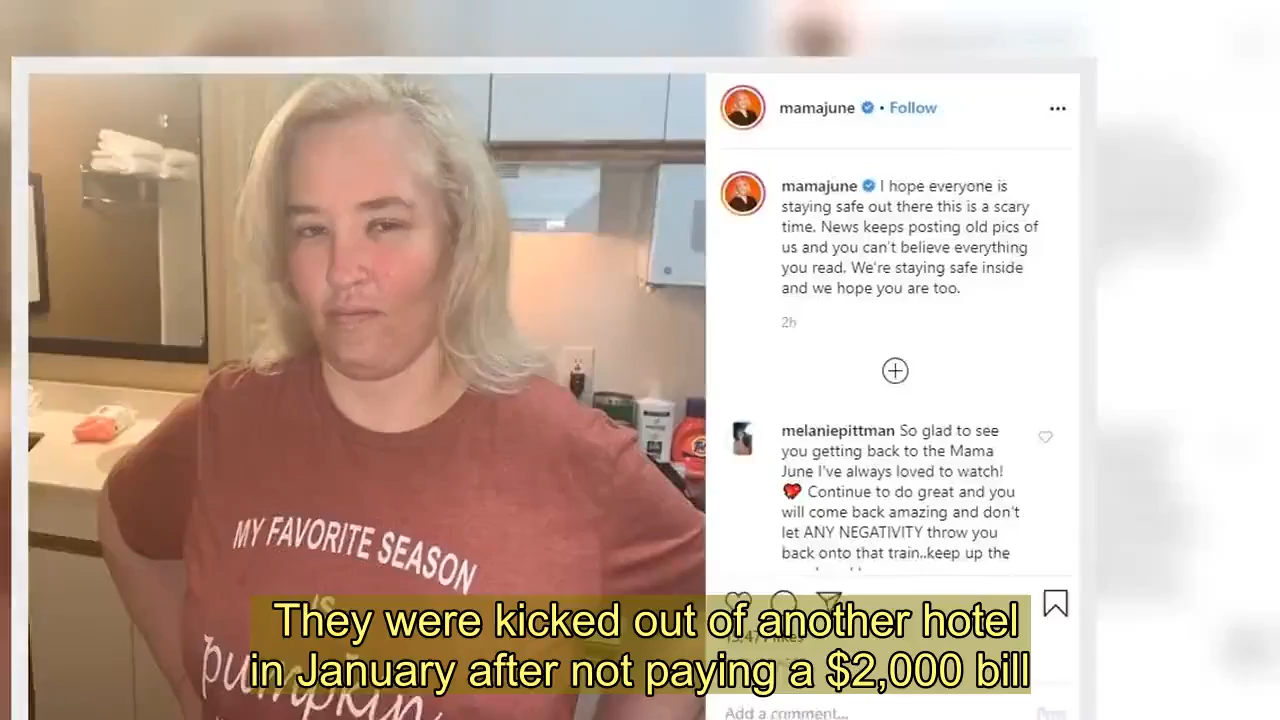 mamajune • Follow
mamajune I hope everyone is
staying safe out there this is a scary
time. News keeps posting old pics of
us and you can't believe everything
you read. We're staying safe inside
and we hope you are too.
2h
melaniepittman So glad to see
you getting back to the Mama
June I've always loved to watch!
Continue to do great and you
will come back amazing and don't
let ANY NEGATIVITY throw you
back onto that train..keep up the
MY FAVORITE SEASON
IS
pumpkin
They were kicked out of another hotel
in January after not paying a $2,000 bill
Add a comment...